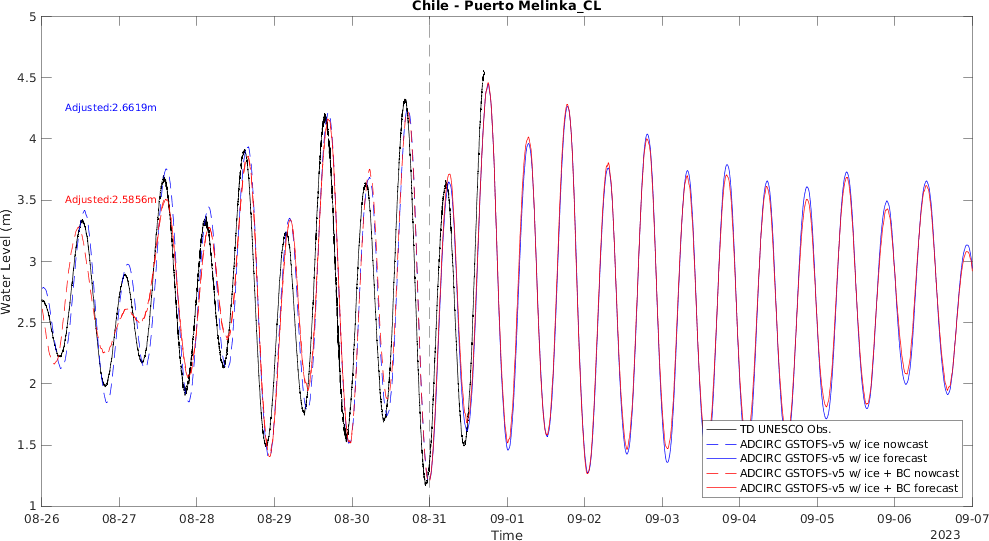 Chile - Puerto Melinka_CL
5
4.5
4
3.5
3
2.5
2
1.5
1
Water Level (m)
Adjusted:2.6619m
Adjusted:2.5856m
TD UNESCO Obs.
ADCIRC GSTOFS-v5 w/ ice nowcast
ADCIRC GSTOFS-v5 w/ ice forecast
ADCIRC GSTOFS-v5 w/ ice + BC nowcast
ADCIRC GSTOFS-v5 w/ ice + BC forecast
08-26 08-27 08-28 08-29 08-30 08-31 09-01 09-02 09-03 09-04 09-05 09-06 09-07
Time
2023